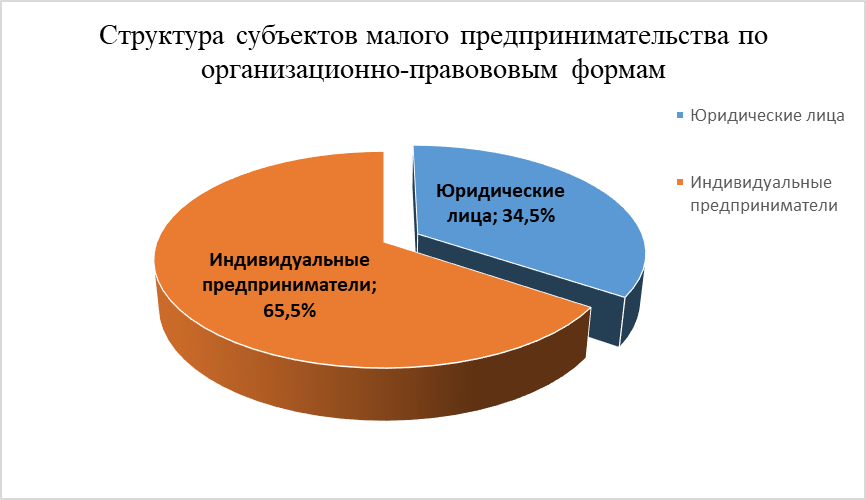 Структура субъектов малого предпринимательства по
организационно-правововым формам
Юридические лица
Индивидуальные
предприниматели
Юридические
лица; 34,5%
Индивидуальные
предприниматели;
65,5%